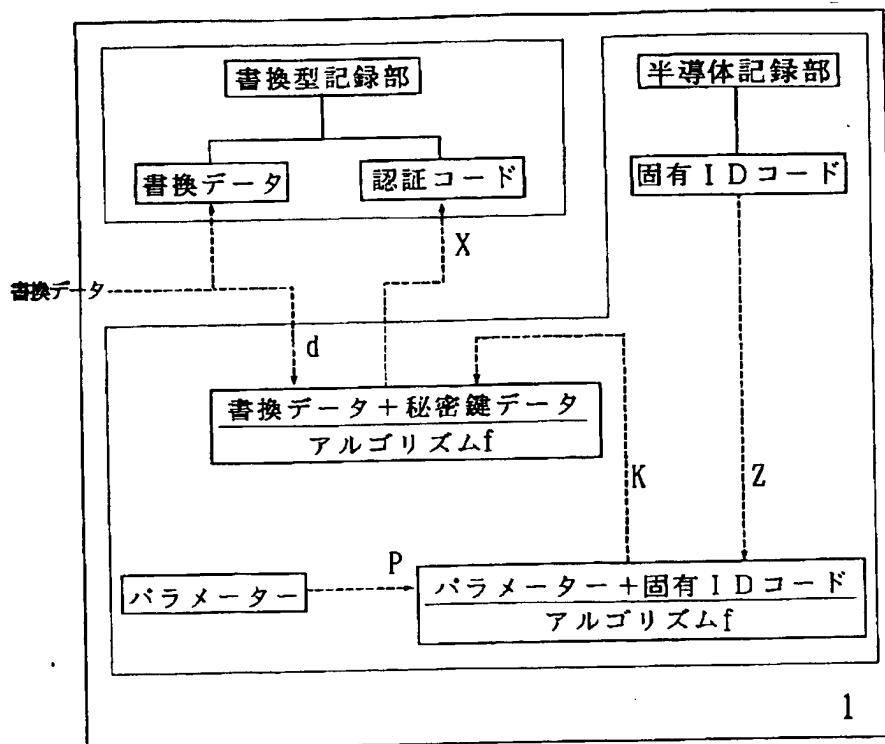 書換型記録部
半導体記録部
書換データ
認証コード
固有IDコード
X
書換データ
d
書換データ+秘密鍵データ
アルゴリズムf
K
Z
P
パラメーター
パラメーター+固有IDコード
アルゴリズムf
1